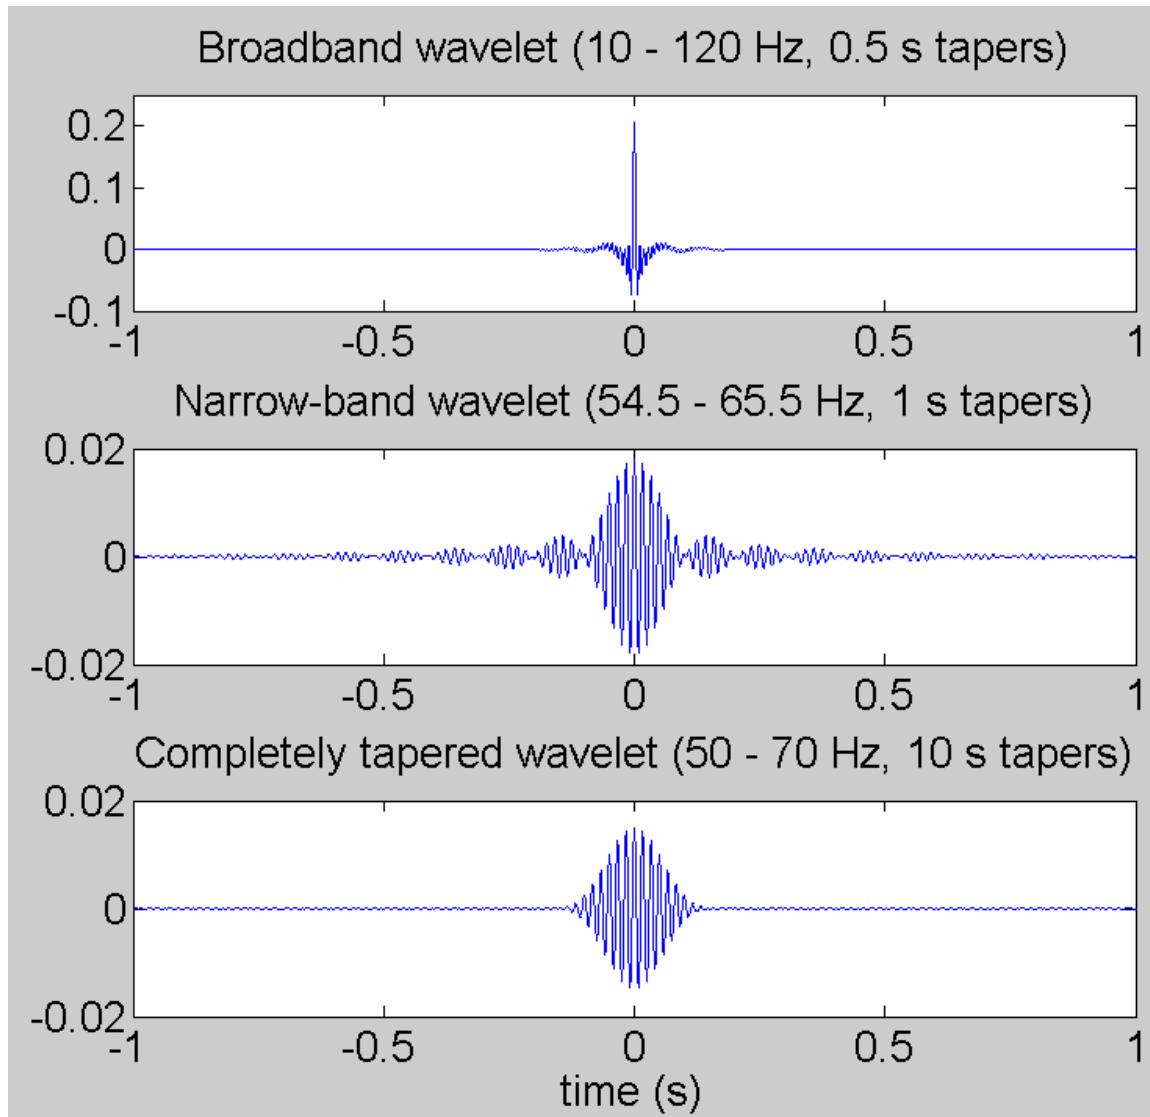 Broadband wavelet (10 - 120 Hz, 0.5 s tapers)
0.2
0.1
0
-0.1
-1 -0.5 0 0.5 1
Narrow-band wavelet (54.5 - 65.5 Hz, 1 s tapers)
0.02
0
-0.02
-1 -0.5 0 0.5 1
Completely tapered wavelet (50 - 70 Hz, 10 s tapers)
0.02
0
-0.02
-1 -0.5 0 0.5 1
time (s)